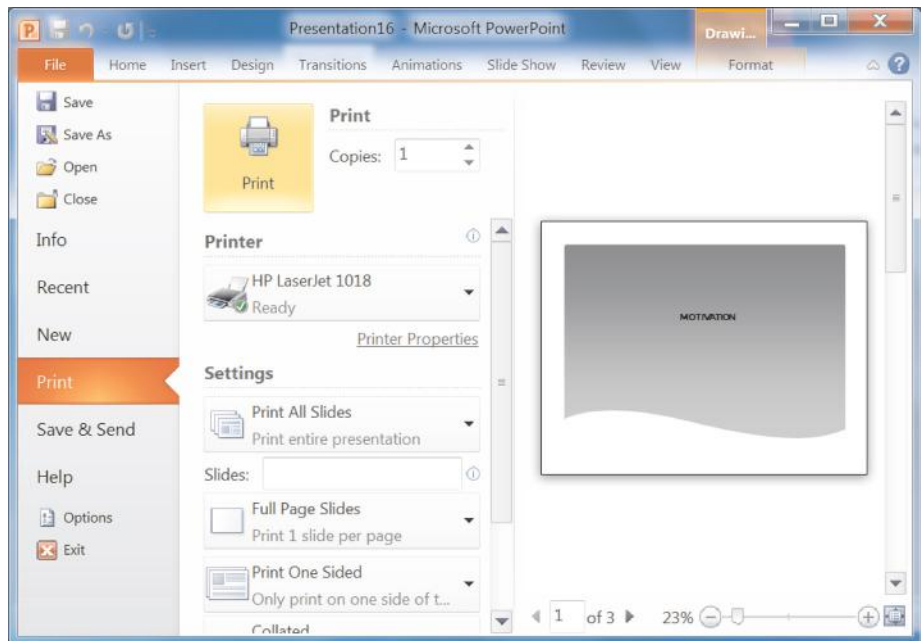 Presentation16 - Microsoft PowerPoint
Drawi...
File Home Insert Design Transitions Animations Slide Show Review View Format
Save
Save As
Open
Close
Info
Recent
New
Print
Save & Send
Help
Options
Exit
Print
Print
Copies: 1
Printer
HP LaserJet 1018
Ready
Printer Properties
Settings
Print All Slides
Print entire presentation
Slides:
Full Page Slides
Print 1 slide per page
Print One Sided
Only print on one side of t...
Collated
MOTIVATION
1 of 3
23%